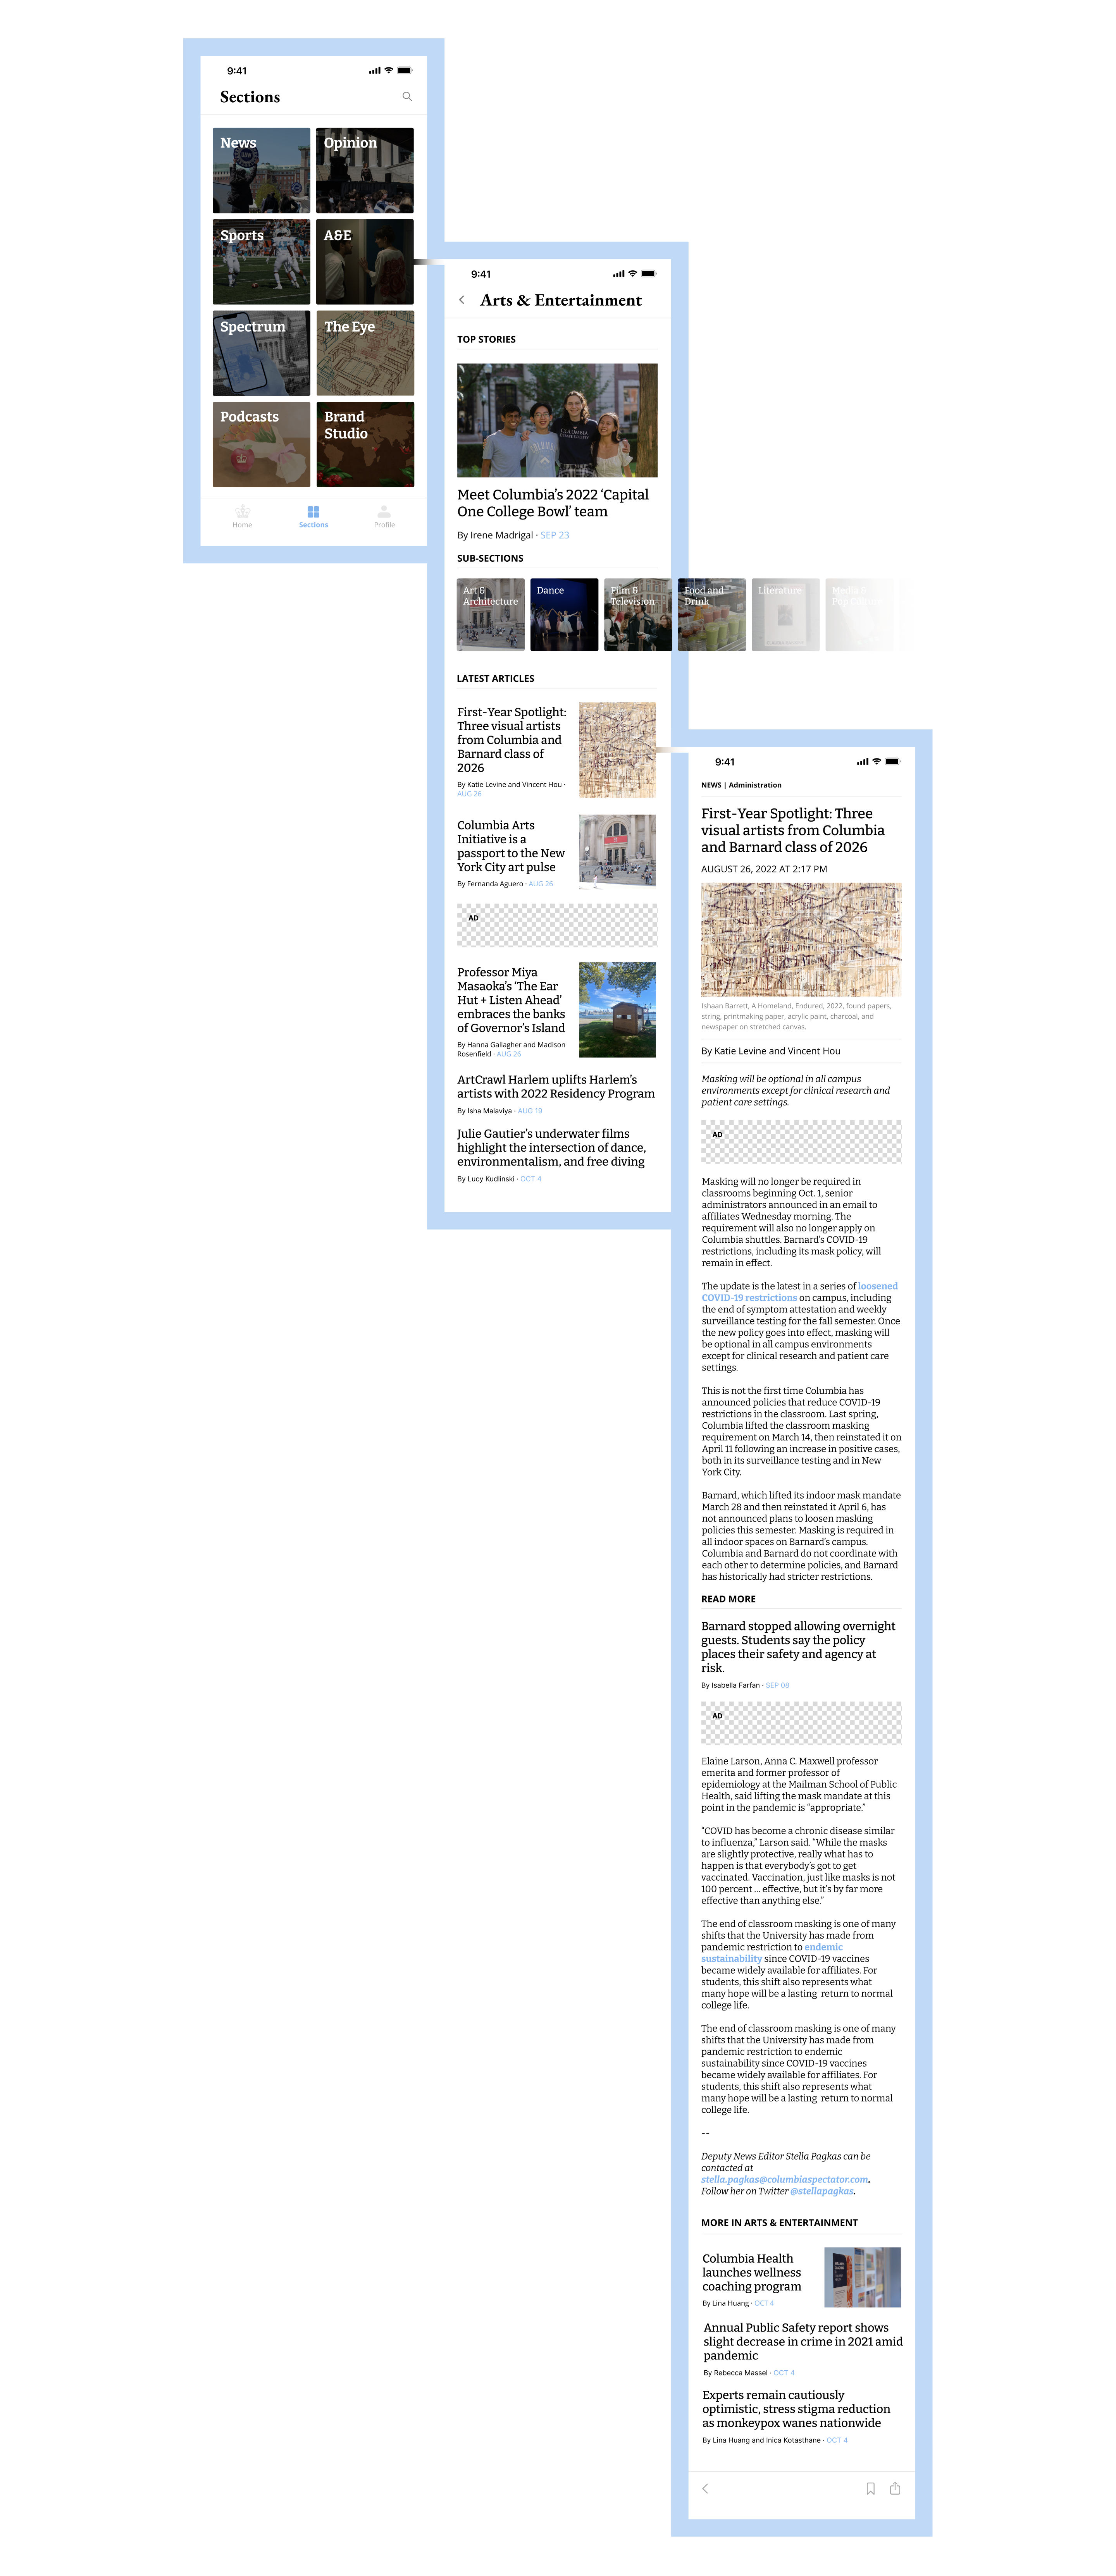 9:41
Sections
News
Opinion
Sports
A&E
Spectrum
The Eye
Podcasts
Brand
Studio
Home
Sections
Profile
9:41
Arts & Entertainment
TOP STORIES
COLUMBIA
Meet Columbia’s 2022 ‘Capital
One College Bowl’ team
By Irene Madrigal · SEP 23
SUB-SECTIONS
Art &
Architecture
Dance
Film &
Television
Food and
Drink
Literature
Media &
Pop Culture
LATEST ARTICLES
First-Year Spotlight:
Three visual artists
from Columbia and
Barnard class of
2026
By Katie Levine and Vincent Hou ·
AUG 26
Columbia Arts
Initiative is a
passport to the New
York City art pulse
By Fernanda Aguero · AUG 26
AD
Professor Miya
Masaoka’s ‘The Ear
Hut + Listen Ahead’
embraces the banks
of Governor’s Island
By Hanna Gallagher and Madison
Rosenfield · AUG 26
ArtCrawl Harlem uplifts Harlem’s
artists with 2022 Residency Program
By Isha Malaviya · AUG 19
Julie Gautier’s underwater films
highlight the intersection of dance,
environmentalism, and free diving
By Lucy Kudlinski · OCT 4
9:41
NEWS | Administration
First-Year Spotlight: Three
visual artists from Columbia
and Barnard class of 2026
AUGUST 26, 2022 AT 2:17 PM
Ishaan Barrett, A Homeland, Endured, 2022, found papers,
string, printmaking paper, acrylic paint, charcoal, and
newspaper on stretched canvas.
By Katie Levine and Vincent Hou
Masking will be optional in all campus
environments except for clinical research and
patient care settings.
AD
Masking will no longer be required in
classrooms beginning Oct. 1, senior
administrators announced in an email to
affiliates Wednesday morning. The
requirement will also no longer apply on
Columbia shuttles. Barnard’s COVID-19
restrictions, including its mask policy, will
remain in effect.
The update is the latest in a series of loosened
COVID-19 restrictions on campus, including
the end of symptom attestation and weekly
surveillance testing for the fall semester. Once
the new policy goes into effect, masking will
be optional in all campus environments
except for clinical research and patient care
settings.
This is not the first time Columbia has
announced policies that reduce COVID-19
restrictions in the classroom. Last spring,
Columbia lifted the classroom masking
requirement on March 14, then reinstated it on
April 11 following an increase in positive cases,
both in its surveillance testing and in New
York City.
Barnard, which lifted its indoor mask mandate
March 28 and then reinstated it April 6, has
not announced plans to loosen masking
policies this semester. Masking is required in
all indoor spaces on Barnard’s campus.
Columbia and Barnard do not coordinate with
each other to determine policies, and Barnard
has historically had stricter restrictions.
READ MORE
Barnard stopped allowing overnight
guests. Students say the policy
places their safety and agency at
risk.
By Isabella Farfan · SEP 08
AD
Elaine Larson, Anna C. Maxwell professor
emerita and former professor of
epidemiology at the Mailman School of Public
Health, said lifting the mask mandate at this
point in the pandemic is “appropriate.”
“COVID has become a chronic disease similar
to influenza,” Larson said. “While the masks
are slightly protective, really what has to
happen is that everybody’s got to get
vaccinated. Vaccination, just like masks is not
100 percent ... effective, but it’s by far more
effective than anything else.”
The end of classroom masking is one of many
shifts that the University has made from
pandemic restriction to endemic
sustainability since COVID-19 vaccines
became widely available for affiliates. For
students, this shift also represents what
many hope will be a lasting return to normal
college life.
The end of classroom masking is one of many
shifts that the University has made from
pandemic restriction to endemic
sustainability since COVID-19 vaccines
became widely available for affiliates. For
students, this shift also represents what
many hope will be a lasting return to normal
college life.
--
Deputy News Editor Stella Pagkas can be
contacted at
stella.pagkas@columbiaspectator.com.
Follow her on Twitter @stellapagkas.
MORE IN ARTS & ENTERTAINMENT
Columbia Health
launches wellness
coaching program
By Lina Huang · OCT 4
Annual Public Safety report shows
slight decrease in crime in 2021 amid
pandemic
By Rebecca Massel · OCT 4
Experts remain cautiously
optimistic, stress stigma reduction
as monkeypox wanes nationwide
By Lina Huang and Inica Kotasthane · OCT 4